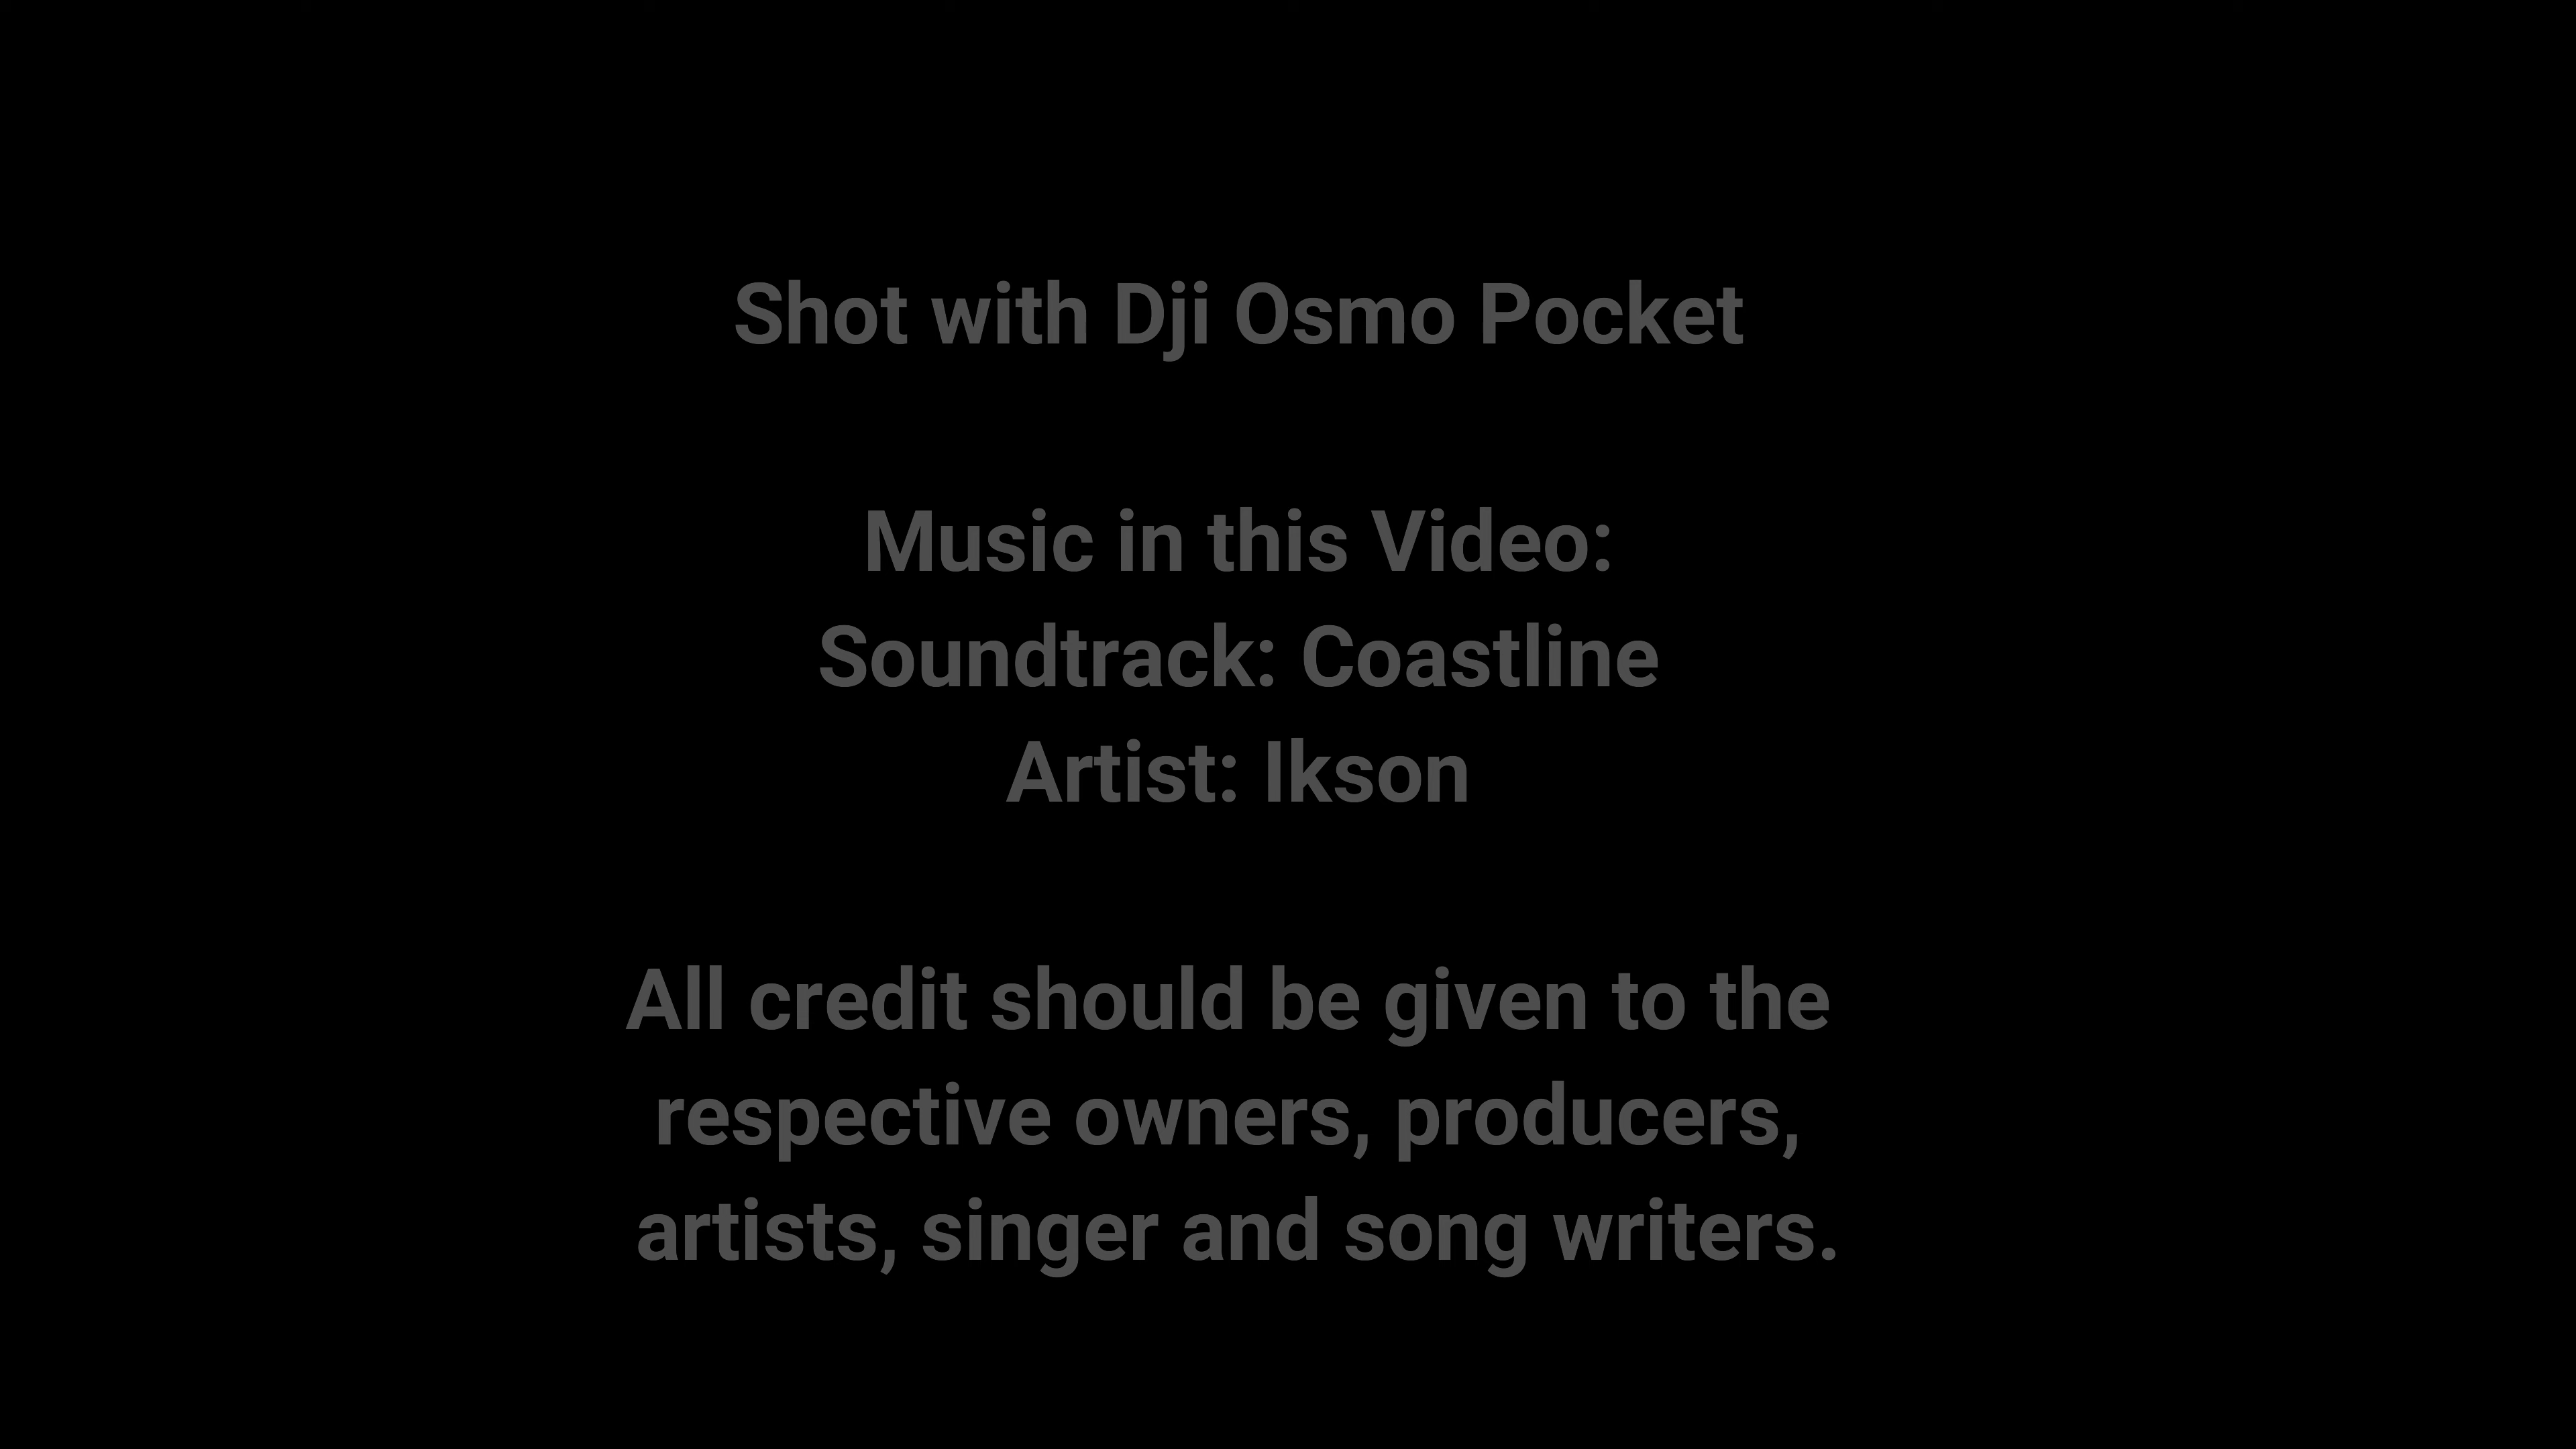 Shot with Dji Osmo Pocket
Music in this Video:
Soundtrack: Coastline
Artist: Ikson
All credit should be given to the
respective owners, producers,
artists, singer and song writers.